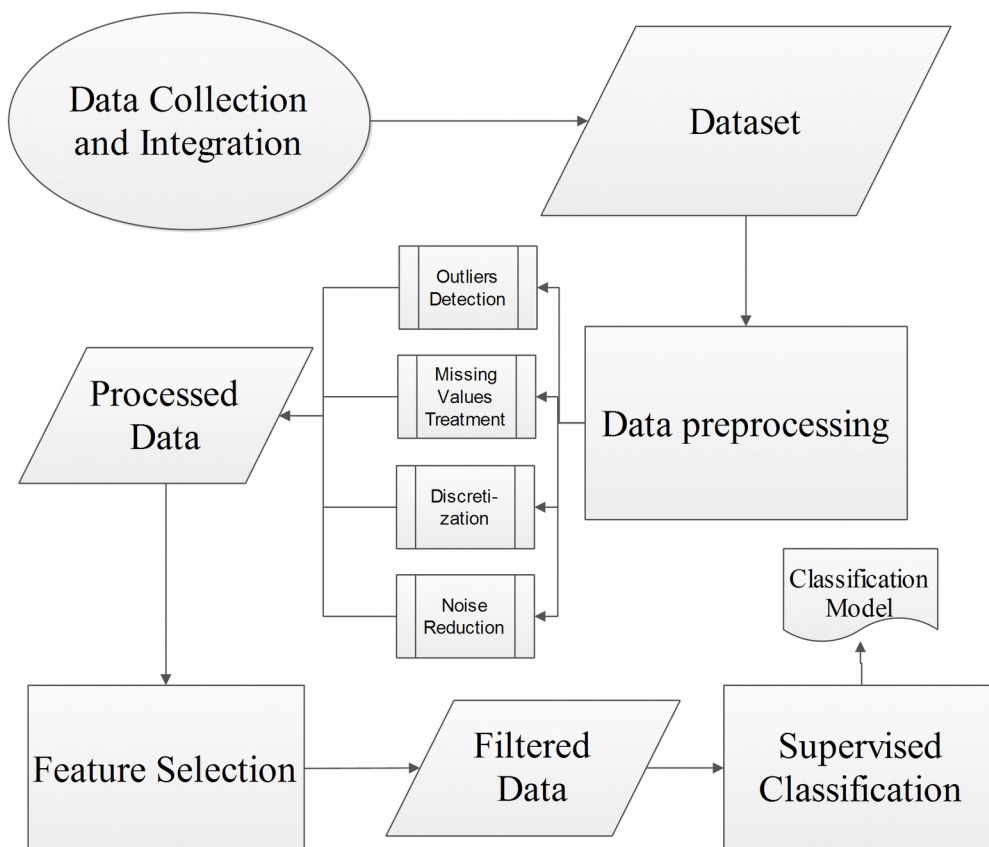 Data Collection
and Integration
Dataset
Outliers
Detection
Missing
Values
Treatment
Discreti-
zation
Noise
Reduction
Data preprocessing
Processed
Data
Classification
Model
Feature Selection
Filtered
Data
Supervised
Classification